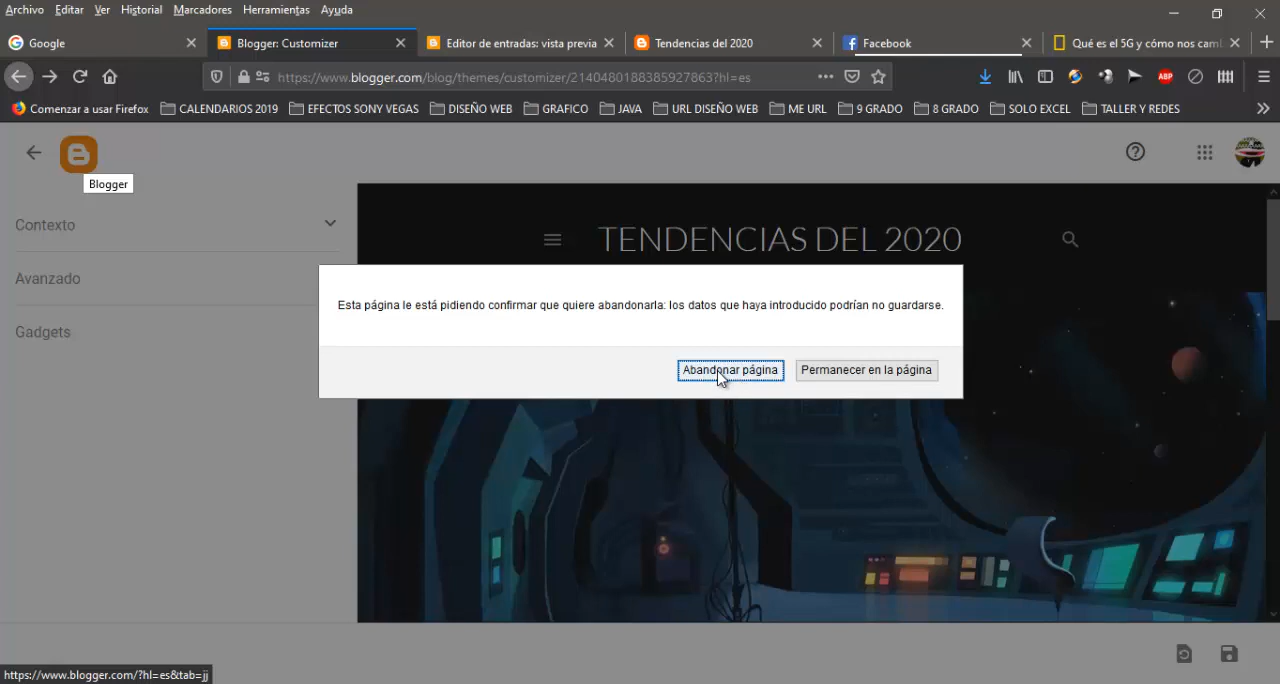 Archivo Editar Ver Historial Marcadores Herramientas Ayuda
Google Blogger: Customizer Editor de entradas: vista previa Tendencias del 2020 Facebook Qué es el 5G y cómo nos camb
https://www.blogger.com/blog/themes/customizer/2140480188385927863?hl=es
ABP
Comenzar a usar Firefox CALENDARIOS 2019 EFECTOS SONY VEGAS DISEÑO WEB GRAFICO JAVA URL DISEÑO WEB ME URL 9 GRADO 8 GRADO SOLO EXCEL TALLER Y REDES
Blogger
Contexto
TENDENCIAS DEL 2020
Avanzado
Esta página le está pidiendo confirmar que quiere abandonarla: los datos que haya introducido podrían no guardarse.
Gadgets
Abandonar página Permanecer en la página
https://www.blogger.com/?hl=es&tab=jj